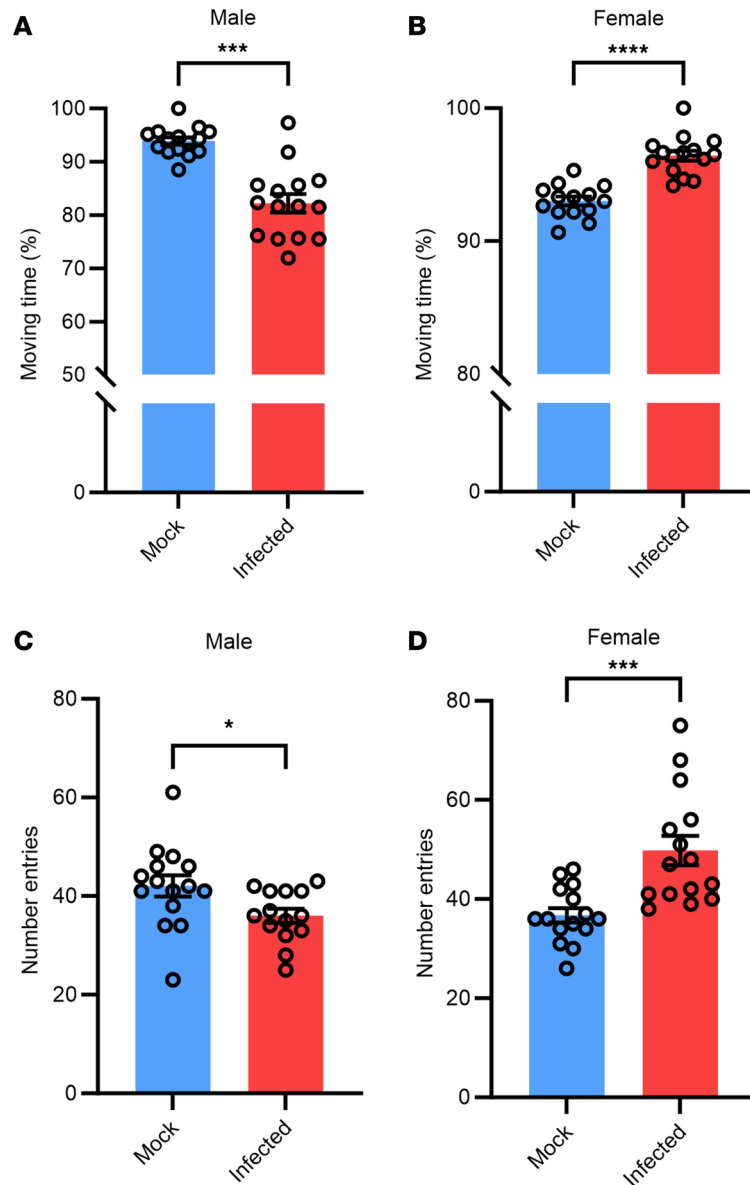 A
Male
***
Moving time (%)
100
90
80
70
60
50
0
Mock
Infected
B
Female
****
Moving time (%)
100
90
80
0
Mock
Infected
C
Male
*
Number entries
80
60
40
20
0
Mock
Infected
D
Female
***
Number entries
80
60
40
20
0
Mock
Infected